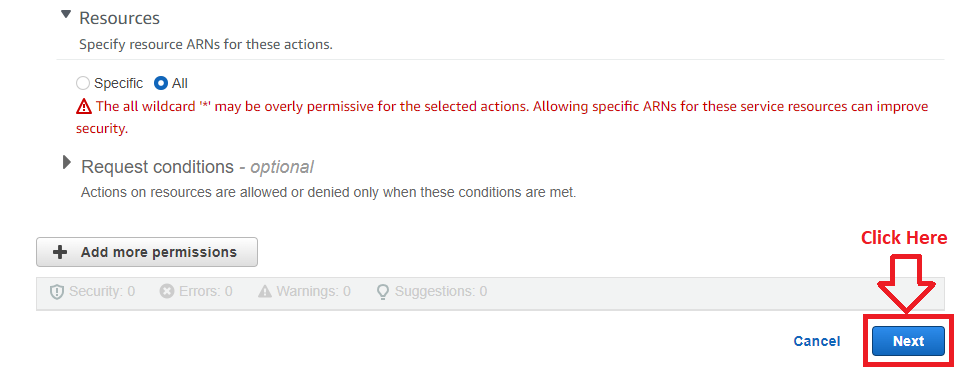 Resources
Specify resource ARNs for these actions.
Specific All
The all wildcard '*' may be overly permissive for the selected actions. Allowing specific ARNs for these service resources can improve
security.
Request conditions - optional
Actions on resources are allowed or denied only when these conditions are met.
Click Here
Add more permissions
Security: 0 Errors: 0 Warnings: 0 Suggestions: 0
Cancel Next